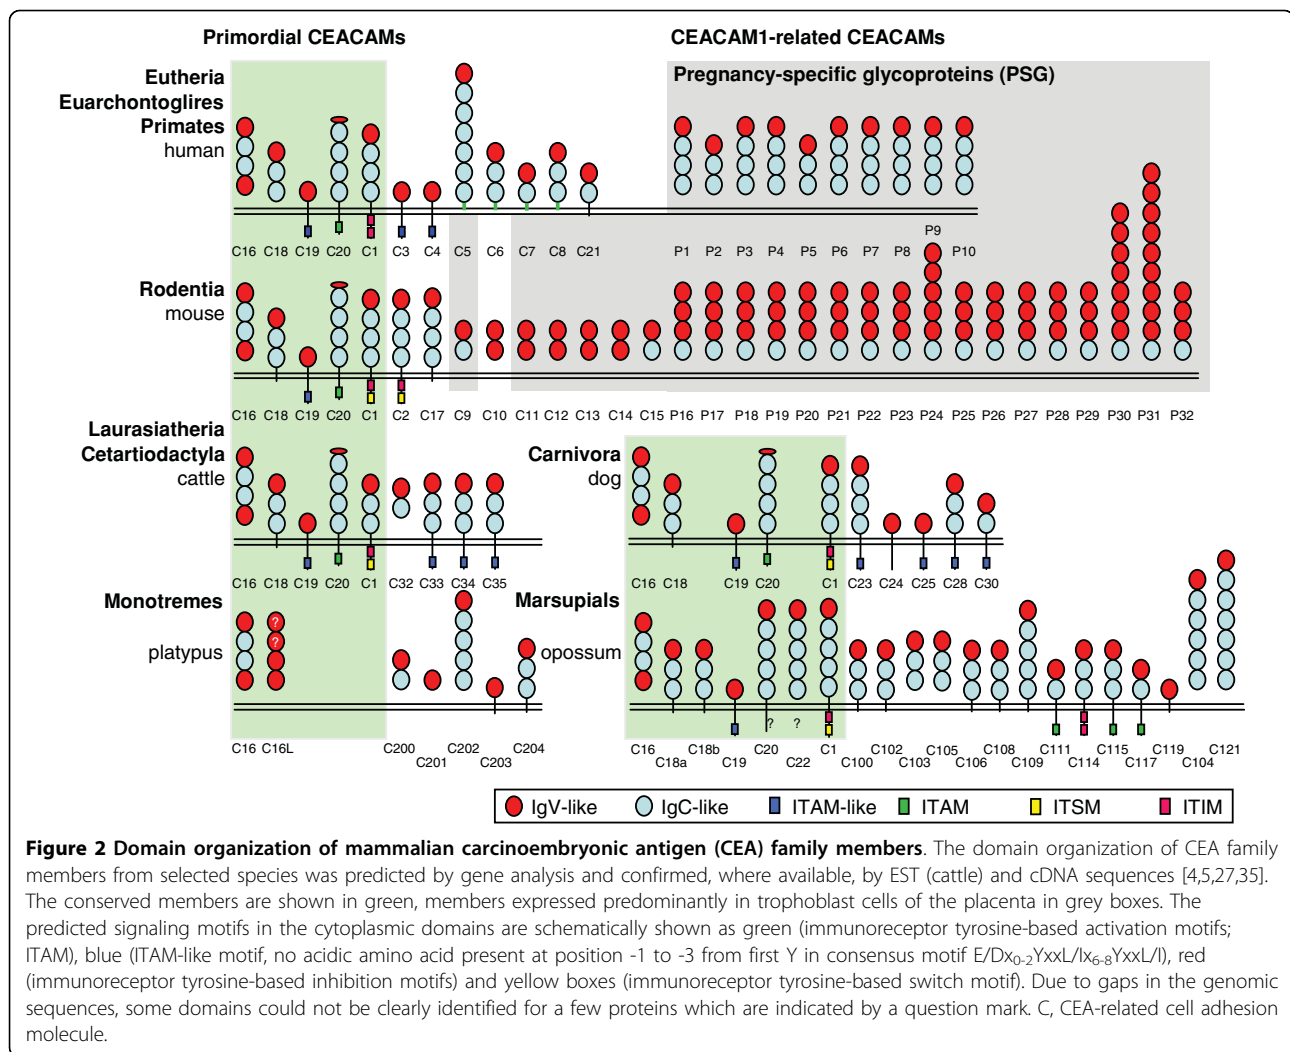 Primordial CEACAMs
CEACAM1-related CEACAMs
Pregnancy-specific glycoproteins (PSG)
Eutheria
Euarchontoglires
Primates
human
C16 C18 C19 C20 C1 C3 C4 C5 C6 C7 C8 C21 P1 P2 P3 P4 P5 P6 P7 P8 P9 P10
Rodentia
mouse
C16 C18 C19 C20 C1 C2 C17 C9 C10 C11 C12 C13 C14 C15 P16 P17 P18 P19 P20 P21 P22 P23 P24 P25 P26 P27 P28 P29 P30 P31 P32
Laurasiatheria
Cetartiodactyla
cattle
C16 C18 C19 C20 C1 C32 C33 C34 C35
Carnivora
dog
C16 C18 C19 C20 C1 C23 C24 C25 C28 C30
Monotremes
platypus
? ?
C16 C16L C200 C201 C202 C203 C204
Marsupials
opossum
? ?
C16 C18a C18b C19 C20 C22 C1 C100 C102 C103 C105 C106 C108 C109 C111 C114 C115 C117 C119 C104 C121
IgV-like IgC-like ITAM-like ITAM ITSM ITIM
Figure 2 Domain organization of mammalian carcinoembryonic antigen (CEA) family members. The domain organization of CEA family
members from selected species was predicted by gene analysis and confirmed, where available, by EST (cattle) and cDNA sequences [4,5,27,35].
The conserved members are shown in green, members expressed predominantly in trophoblast cells of the placenta in grey boxes. The
predicted signaling motifs in the cytoplasmic domains are schematically shown as green (immunoreceptor tyrosine-based activation motifs;
ITAM), blue (ITAM-like motif, no acidic amino acid present at position -1 to -3 from first Y in consensus motif E/Dx0-2YxxL/Ix6-8YxxL/I), red
(immunoreceptor tyrosine-based inhibition motifs) and yellow boxes (immunoreceptor tyrosine-based switch motif). Due to gaps in the genomic
sequences, some domains could not be clearly identified for a few proteins which are indicated by a question mark. C, CEA-related cell adhesion
molecule.